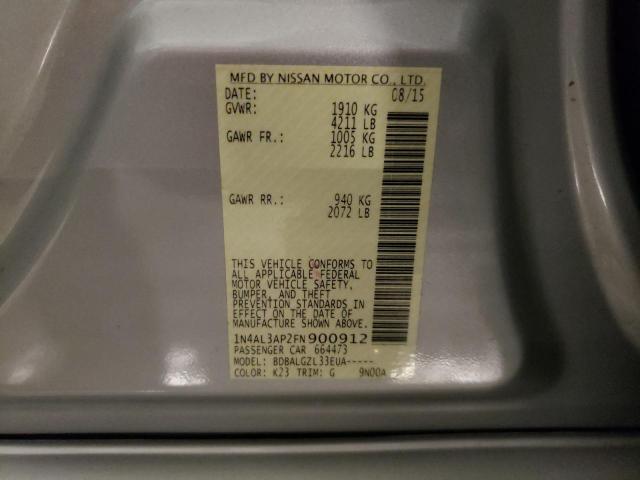 MFD BY NISSAN MOTOR CO., LTD.
DATE: 08/15
GVWR: 1910 KG
4211 LB
GAWR FR.: 1005 KG
2216 LB
GAWR RR.: 940 KG
2072 LB
THIS VEHICLE CONFORMS TO
ALL APPLICABLE FEDERAL
MOTOR VEHICLE SAFETY,
BUMPER, AND THEFT
PREVENTION STANDARDS IN
EFFECT ON THE DATE OF
MANUFACTURE SHOWN ABOVE.
1N4AL3AP2FN900912
PASSENGER CAR 664473
MODEL: BDBALGZL33EUA-----
COLOR: K23 TRIM: G 9N00A